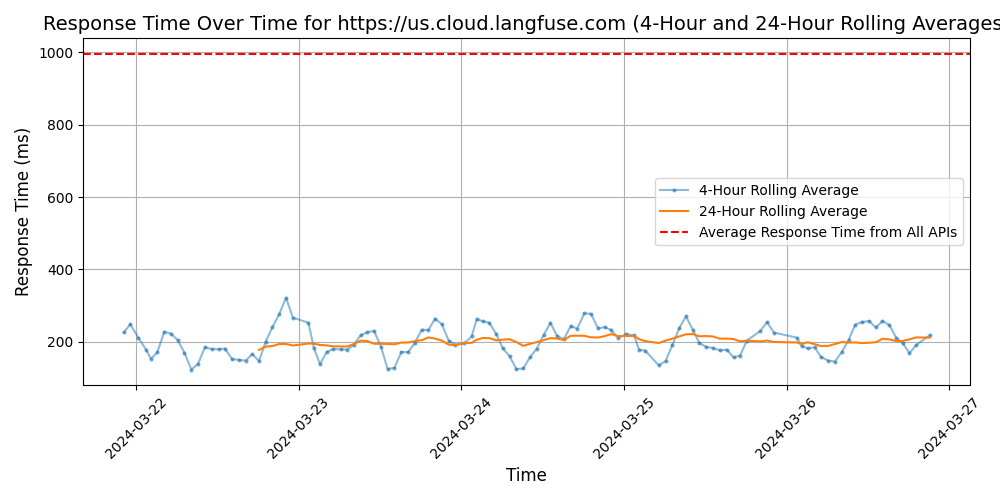 Response Time Over Time for https://us.cloud.langfuse.com (4-Hour and 24-Hour Rolling Averages
Response Time (ms)
1000
800
600
400
200
4-Hour Rolling Average
24-Hour Rolling Average
Average Response Time from All APIs
2024-03-22
2024-03-23
2024-03-24
2024-03-25
2024-03-26
2024-03-27
Time